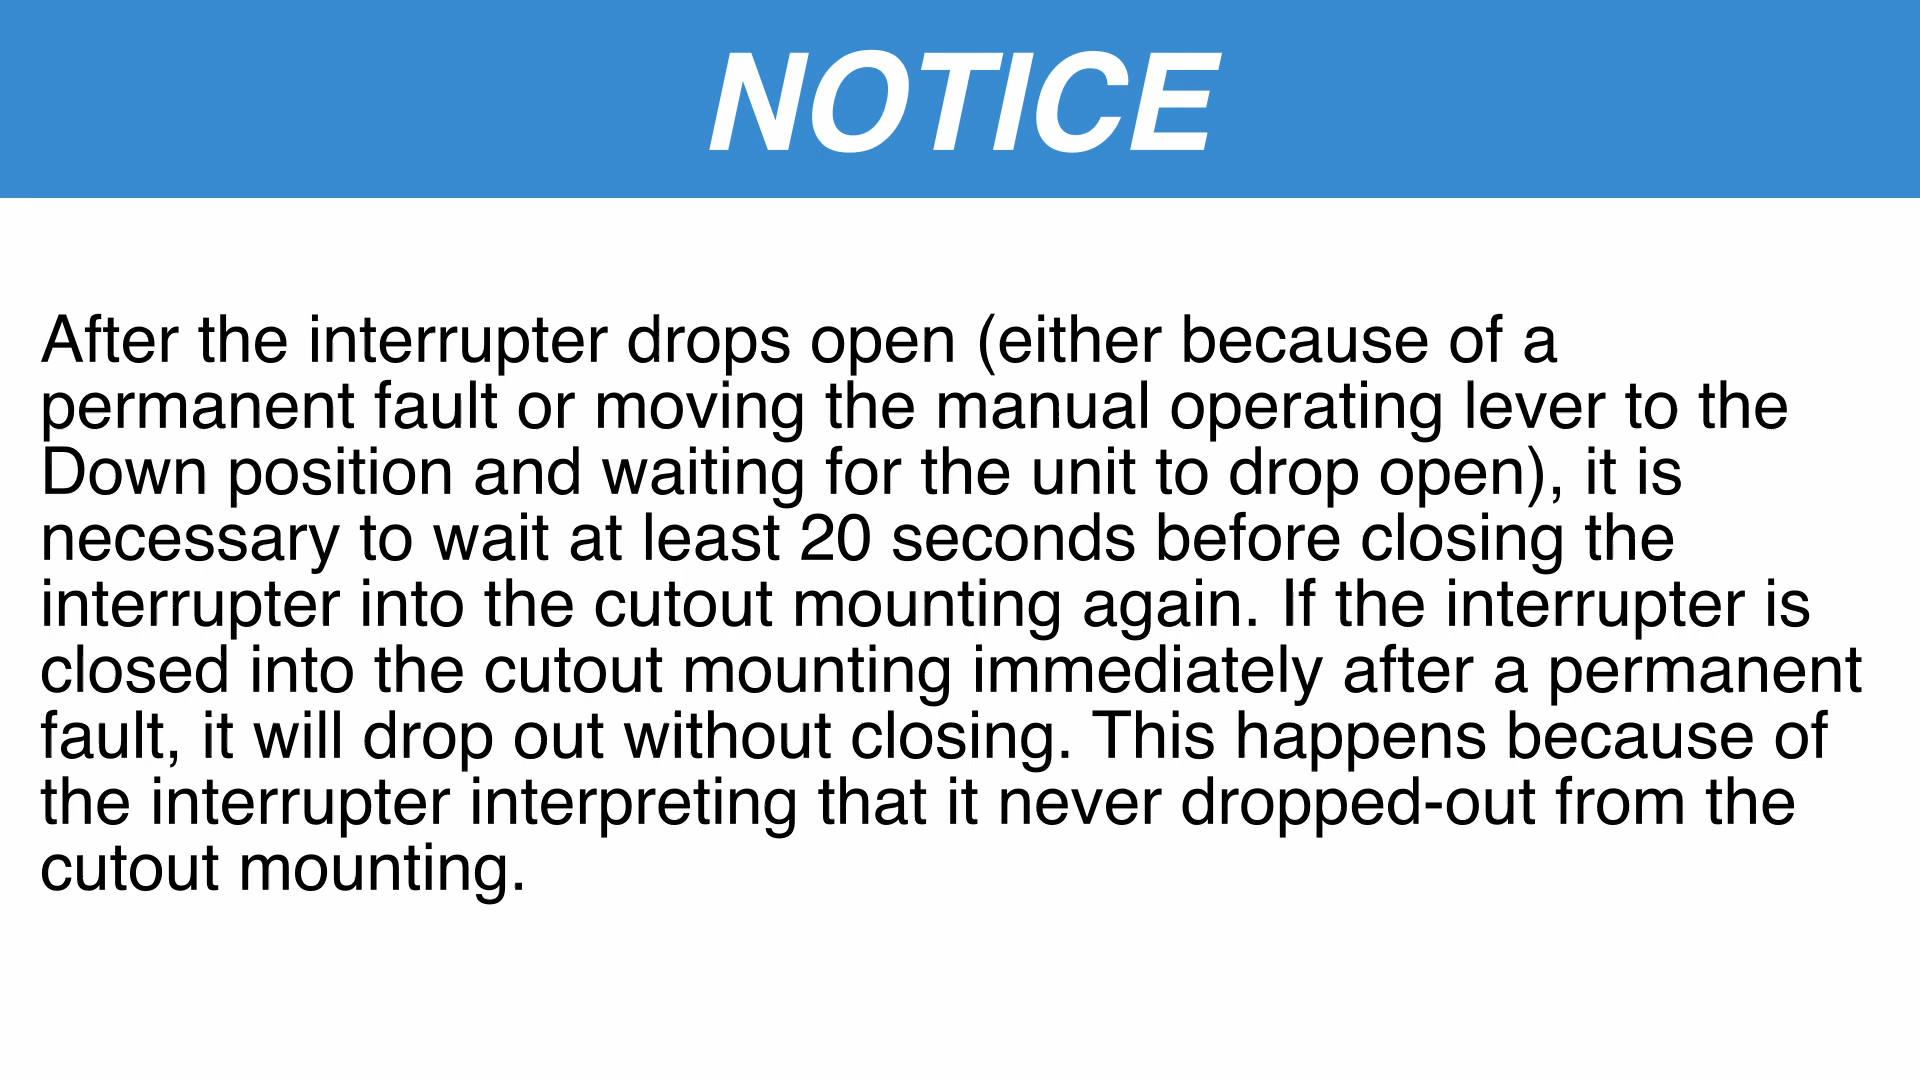 NOTICE
After the interrupter drops open (either because of a
permanent fault or moving the manual operating lever to the
Down position and waiting for the unit to drop open), it is
necessary to wait at least 20 seconds before closing the
interrupter into the cutout mounting again. If the interrupter is
closed into the cutout mounting immediately after a permanent
fault, it will drop out without closing. This happens because of
the interrupter interpreting that it never dropped-out from the
cutout mounting.